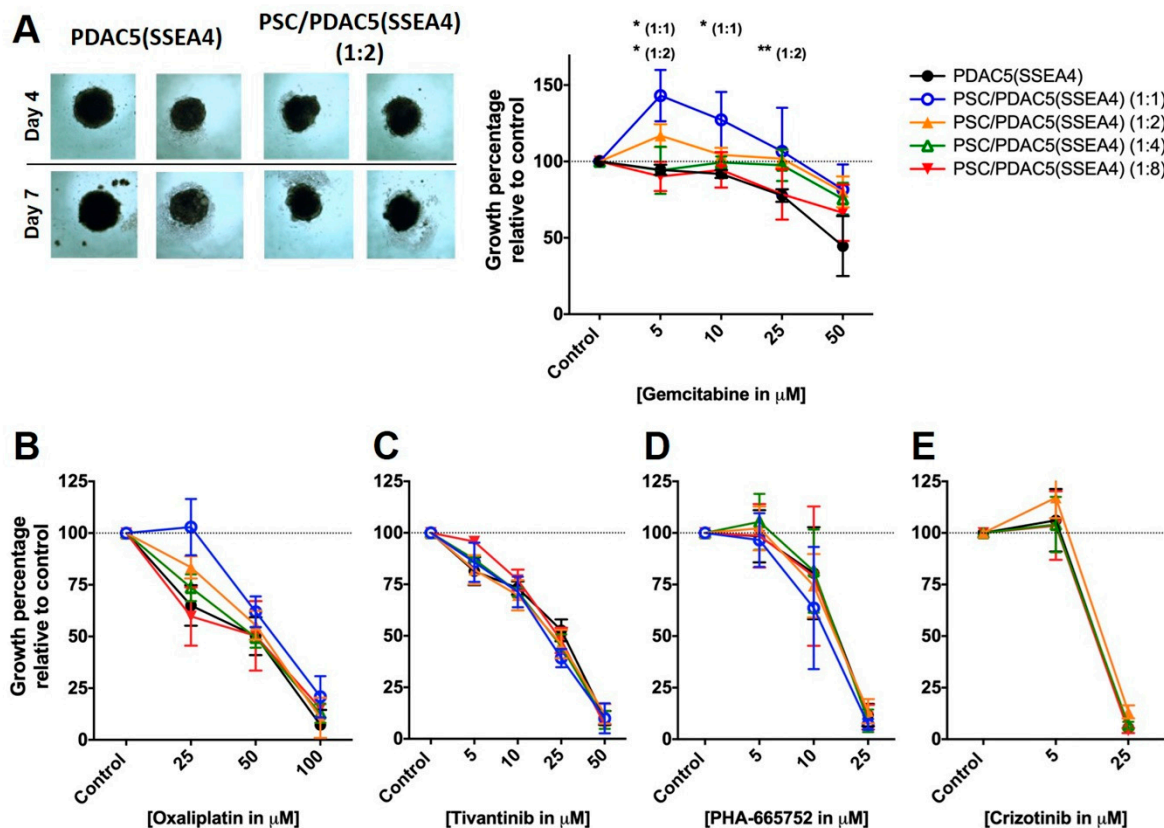 A
PDAC5(SSEA4)
PSC/PDAC5(SSEA4)
(1:2)
Day 4
Day 7
* (1:1)
* (1:2)
* (1:1)
** (1:2)
Growth percentage
relative to control
150
100
50
0
Control
5
10
25
50
[Gemcitabine in μM]
PDAC5(SSEA4)
PSC/PDAC5(SSEA4) (1:1)
PSC/PDAC5(SSEA4) (1:2)
PSC/PDAC5(SSEA4) (1:4)
PSC/PDAC5(SSEA4) (1:8)
B
Growth percentage
relative to control
125
100
75
50
25
0
Control
25
50
100
[Oxaliplatin in μM]
C
125
100
75
50
25
0
Control
5
10
25
50
[Tivantinib in μM]
D
125
100
75
50
25
0
Control
5
10
25
[PHA-665752 in μM]
E
125
100
75
50
25
0
Control
5
25
[Crizotinib in μM]